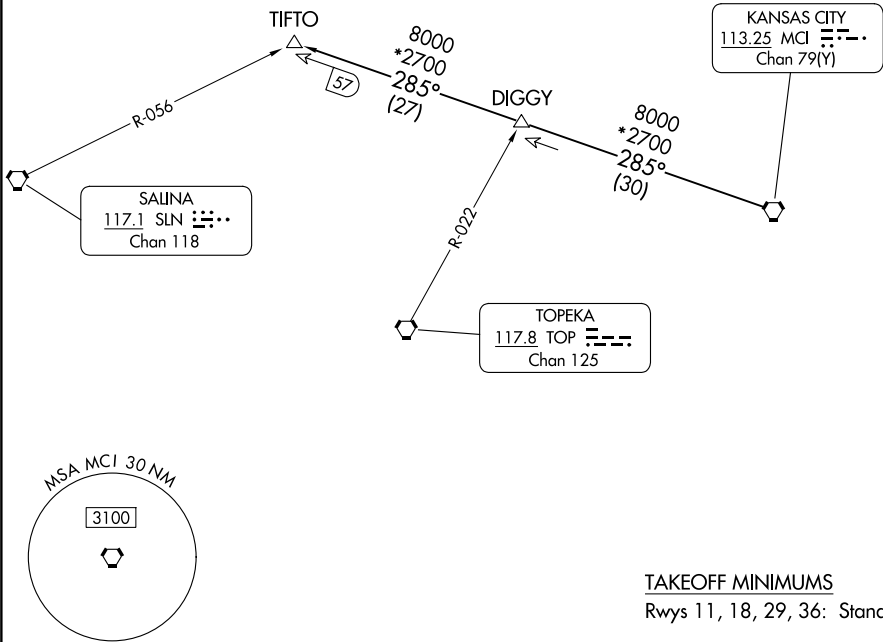 TIFTO
8000
*2700
285°
(27)
57
DIGGY
8000
*2700
285°
(30)
KANSAS CITY
113.25 MCI
Chan 79(Y)
R-056
SALINA
117.1 SLN
Chan 118
R-022
TOPEKA
117.8 TOP
Chan 125
MSA MCI 30 NM
3100
TAKEOFF MINIMUMS
Rwys 11, 18, 29, 36: Stand